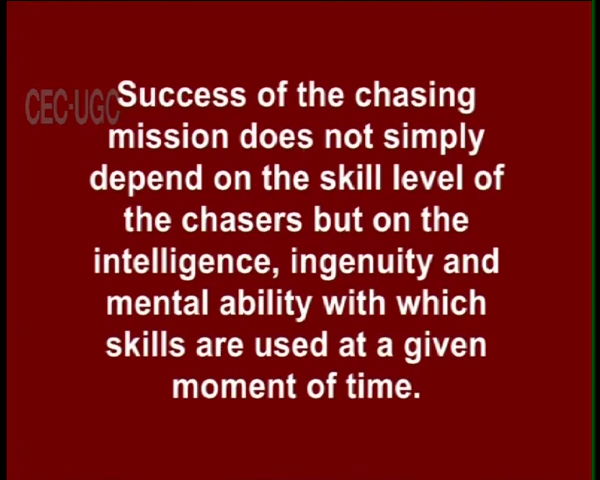 CEC-UGC
Success of the chasing
mission does not simply
depend on the skill level of
the chasers but on the
intelligence, ingenuity and
mental ability with which
skills are used at a given
moment of time.